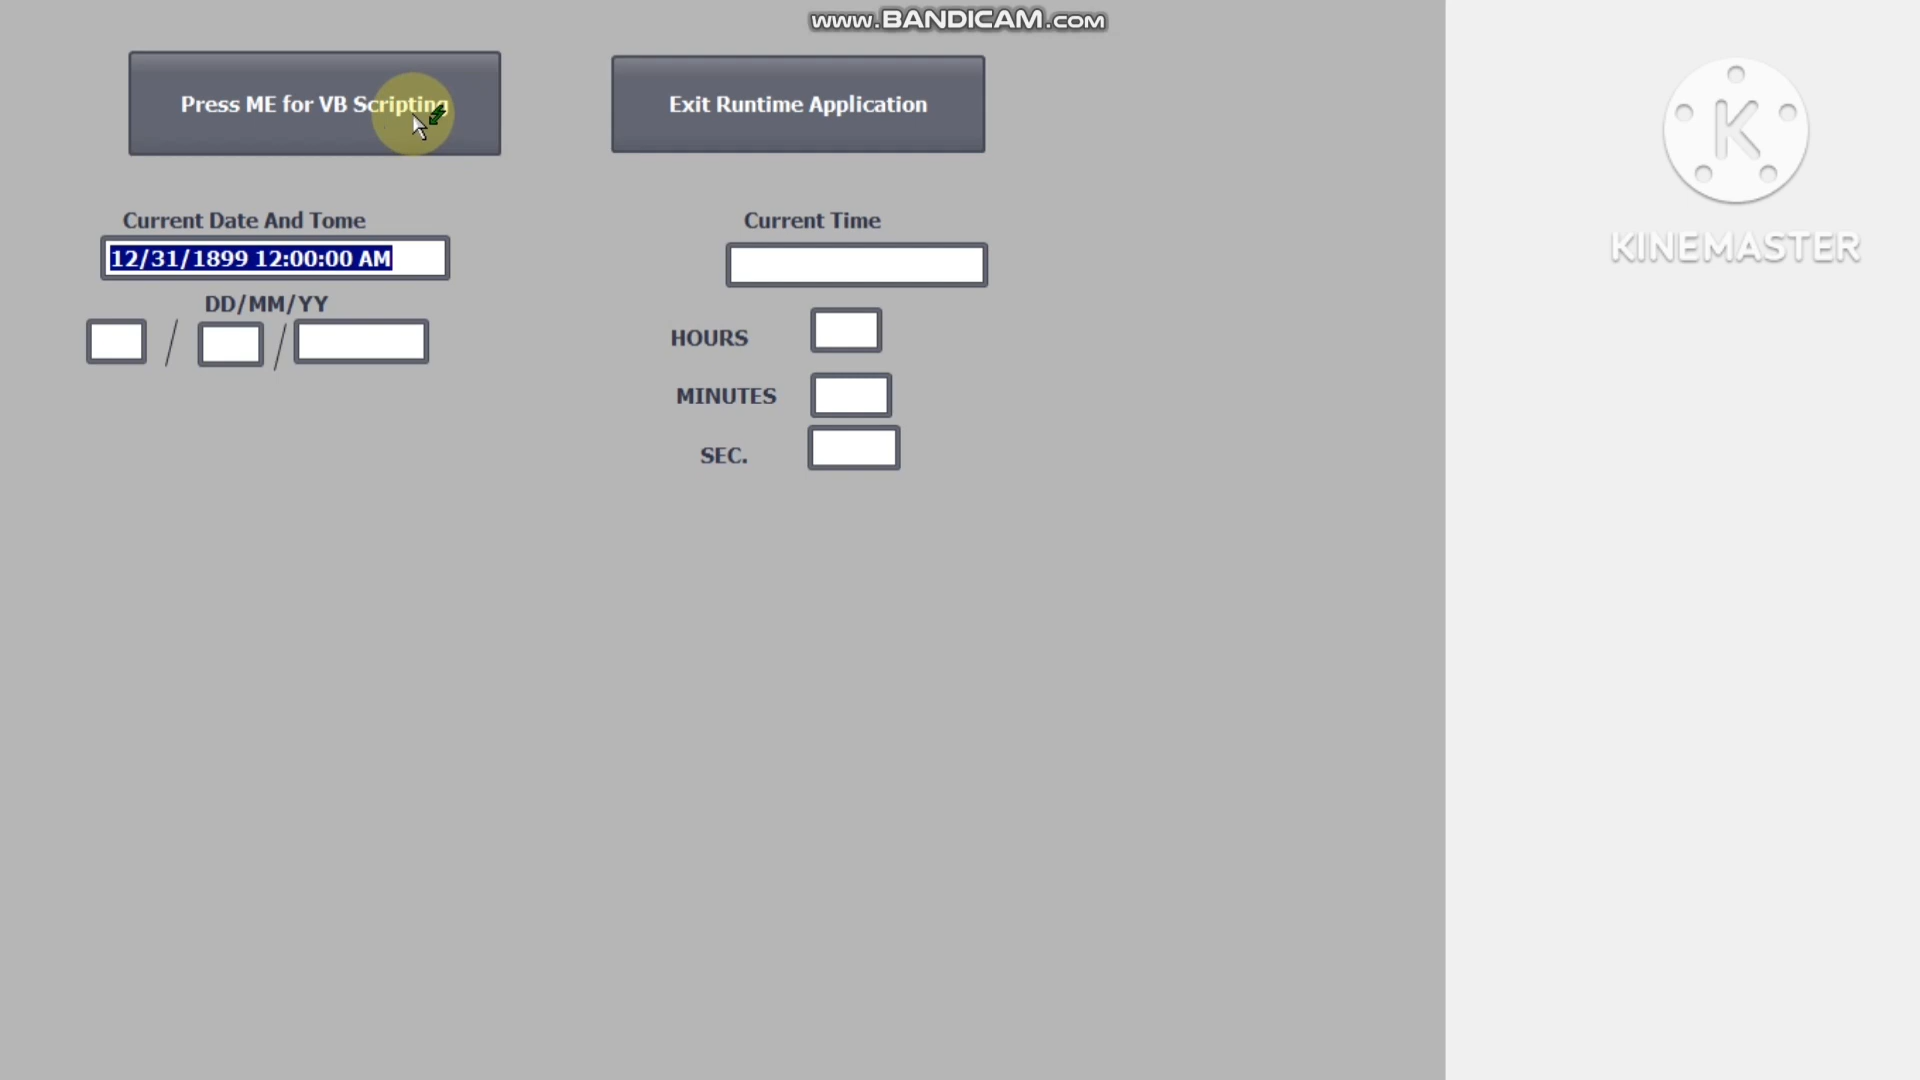 www.BANDICAM.com
Press ME for VB Scripting
Exit Runtime Application
K
KINEMASTER
Current Date And Tome
Current Time
12/31/1899 12:00:00 AM
DD/MM/YY
/ /
HOURS
MINUTES
SEC.